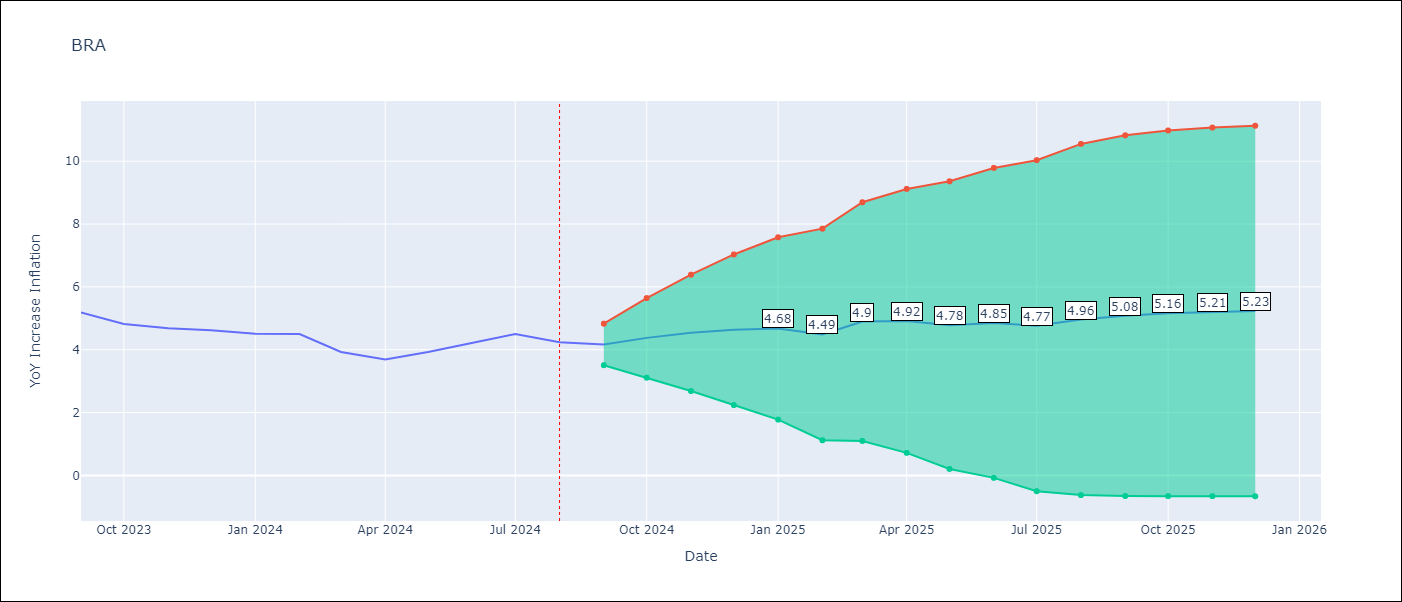 BRA
YoY Increase Inflation
10
8
6
4
2
0
4.68
4.49
4.9
4.92
4.78
4.85
4.77
4.96
5.08
5.16
5.21
5.23
Oct 2023
Jan 2024
Apr 2024
Jul 2024
Oct 2024
Jan 2025
Apr 2025
Jul 2025
Oct 2025
Jan 2026
Date